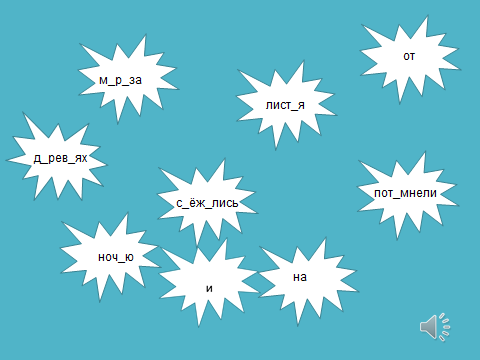 от
м_р_за
лист_я
д_рев_ях
пот_мнели
с_ёж_лись
ноч_ю
на
и